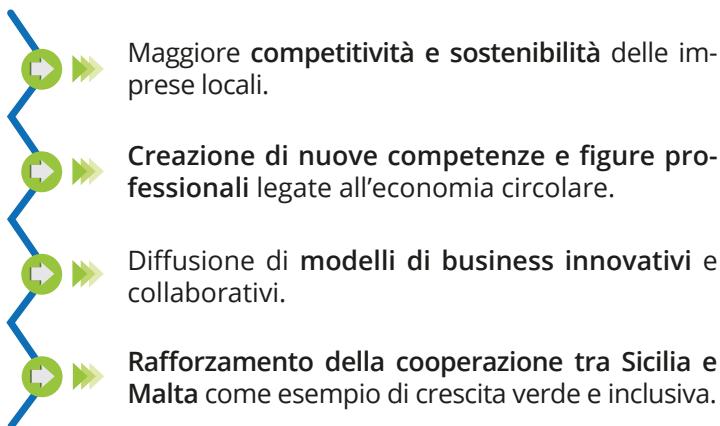 Maggiore competitività e sostenibilità delle im-
prese locali.
Creazione di nuove competenze e figure pro-
fessionali legate all’economia circolare.
Diffusione di modelli di business innovativi e
collaborativi.
Rafforzamento della cooperazione tra Sicilia e
Malta come esempio di crescita verde e inclusiva.